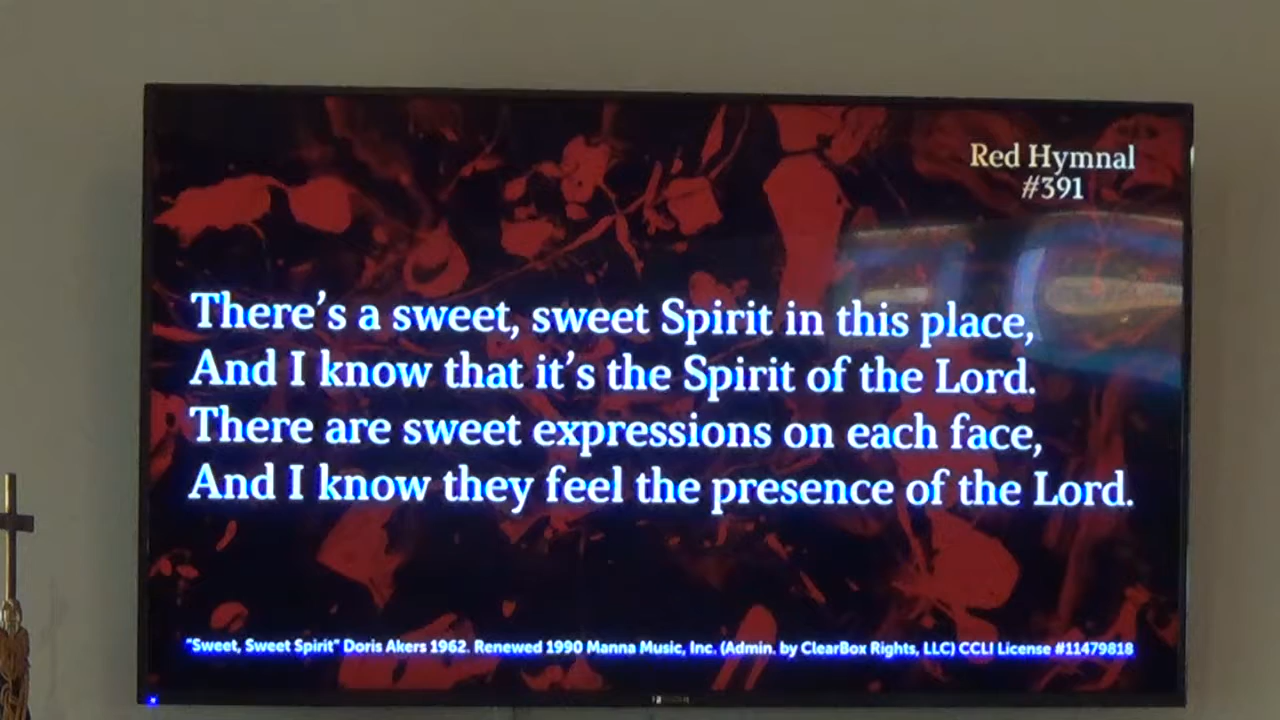 Red Hymnal
#391
There’s a sweet, sweet Spirit in this place,
And I know that it’s the Spirit of the Lord.
There are sweet expressions on each face,
And I know they feel the presence of the Lord.
"Sweet, Sweet Spirit" Doris Akers 1962. Renewed 1990 Manna Music, Inc. (Admin. by ClearBox Rights, LLC) CCLI License #11479818